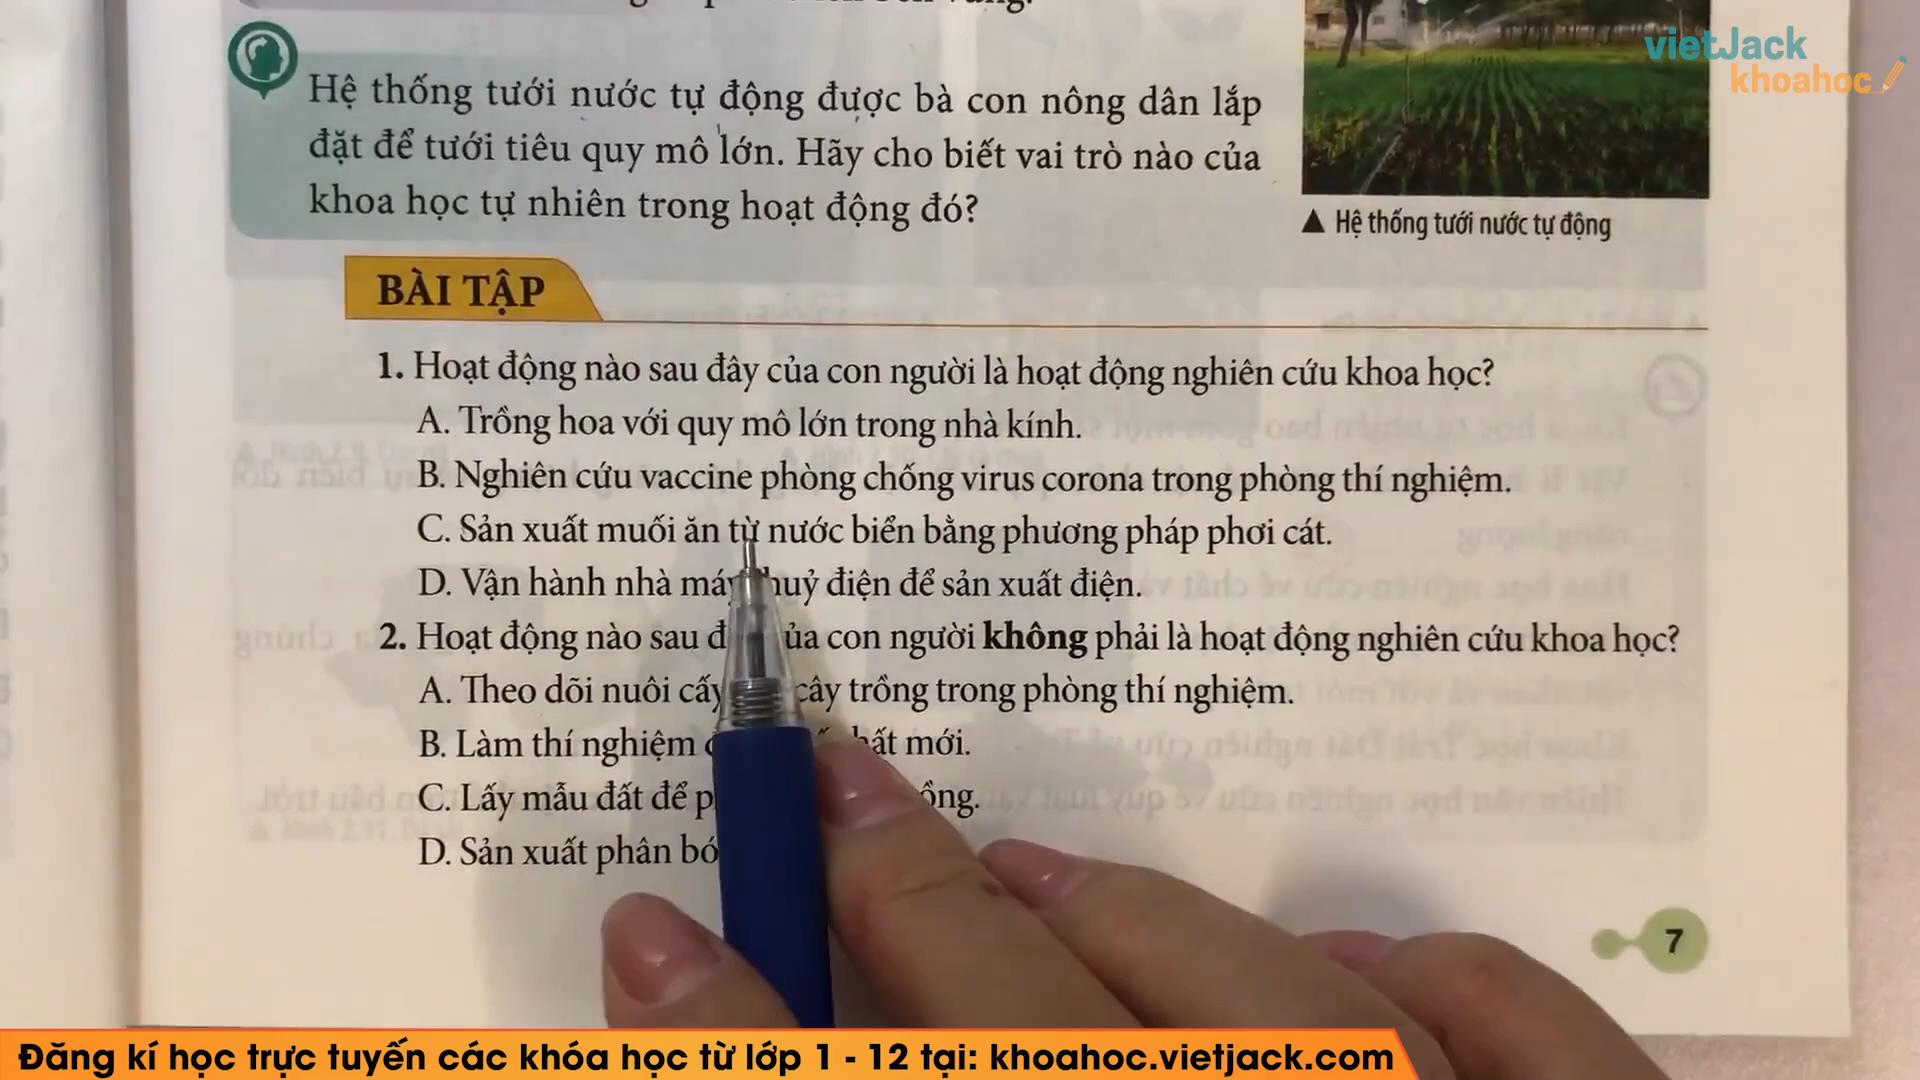 vietJack
khoahoc
Hệ thống tưới nước tự động được bà con nông dân lắp
đặt để tưới tiêu quy mô lớn. Hãy cho biết vai trò nào của
khoa học tự nhiên trong hoạt động đó?
▲ Hệ thống tưới nước tự động
BÀI TẬP
1. Hoạt động nào sau đây của con người là hoạt động nghiên cứu khoa học?
A. Trồng hoa với quy mô lớn trong nhà kính.
B. Nghiên cứu vaccine phòng chống virus corona trong phòng thí nghiệm.
C. Sản xuất muối ăn từ nước biển bằng phương pháp phơi cát.
D. Vận hành nhà máy thuỷ điện để sản xuất điện.
2. Hoạt động nào sau của con người không phải là hoạt động nghiên cứu khoa học?
A. Theo dõi nuôi cấy cây trồng trong phòng thí nghiệm.
B. Làm thí nghiệm chất mới.
C. Lấy mẫu đất để
D. Sản xuất phân
7
Đăng kí học trực tuyến các khóa học từ lớp 1 - 12 tại: khoahoc.vietjack.com